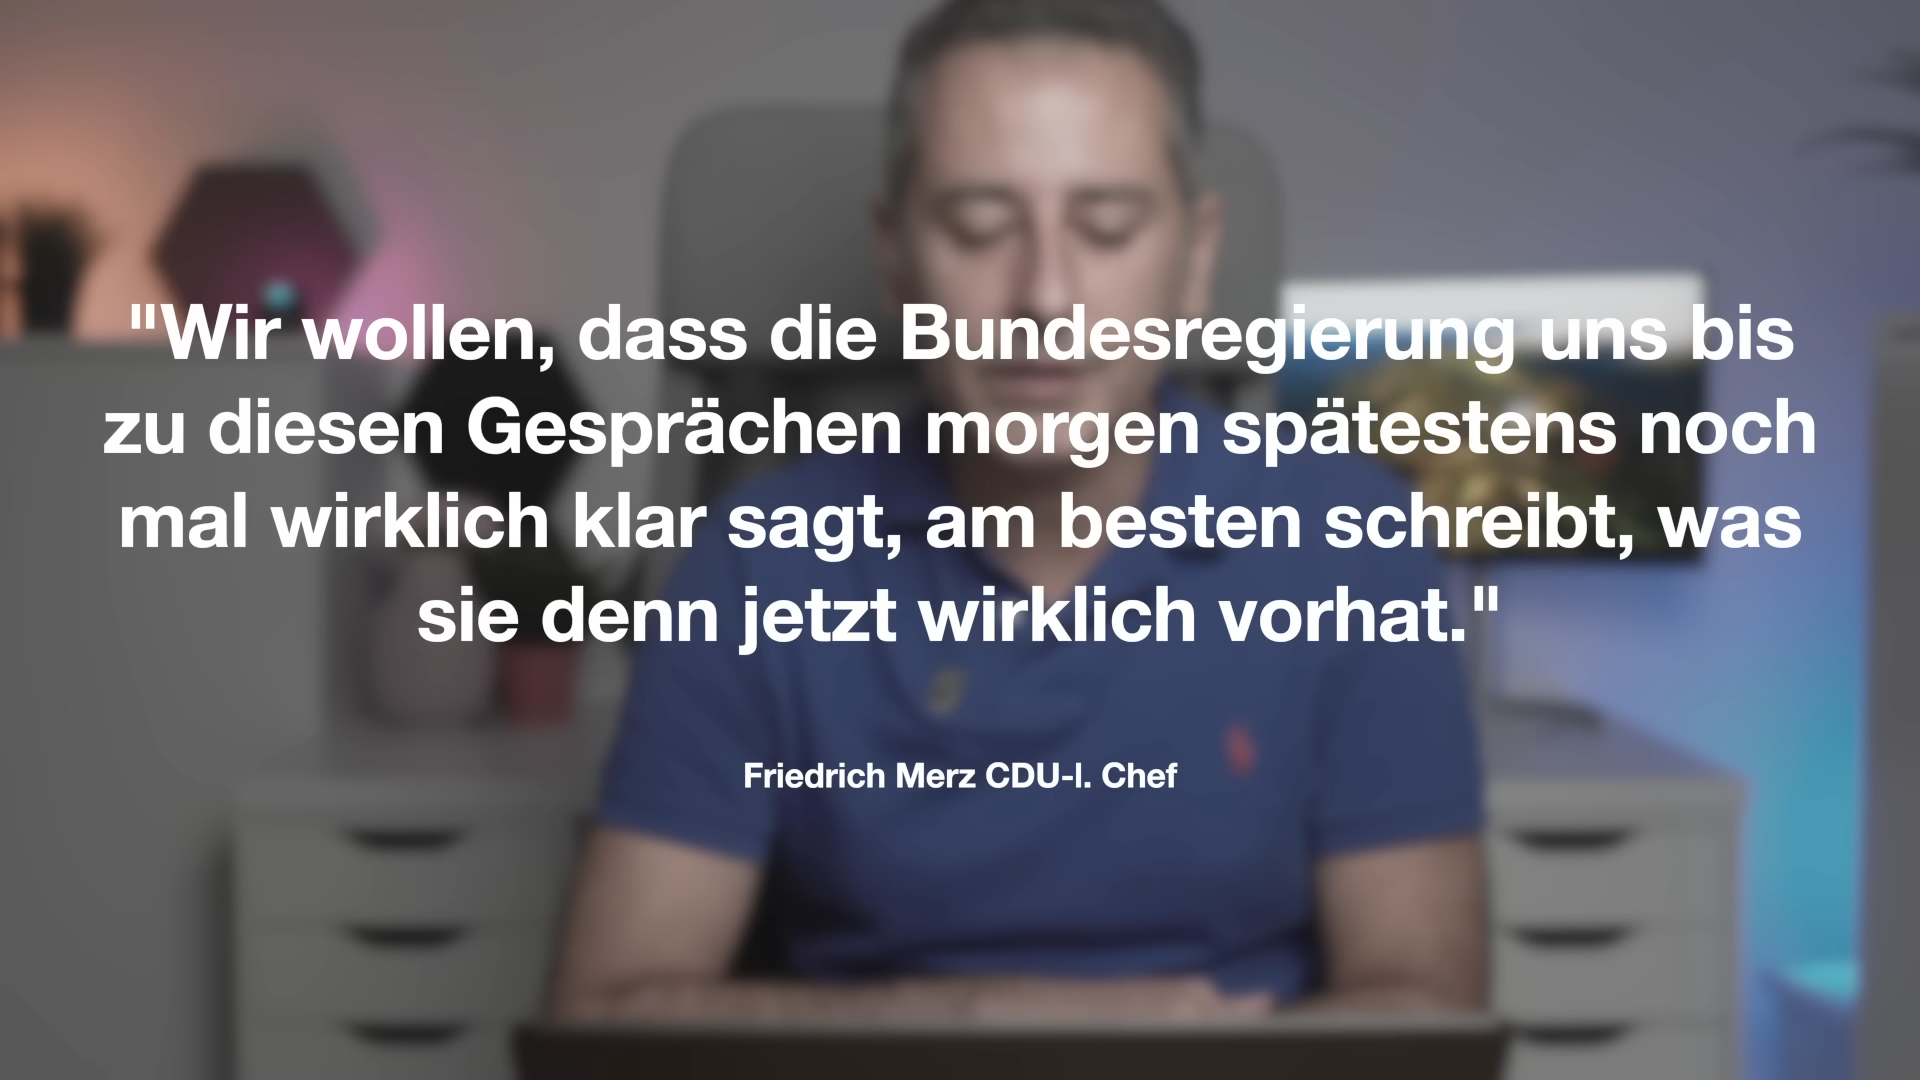 "Wir wollen, dass die Bundesregierung uns bis
zu diesen Gesprächen morgen spätestens noch
mal wirklich klar sagt, am besten schreibt, was
sie denn jetzt wirklich vorhat."
Friedrich Merz CDU-I. Chef